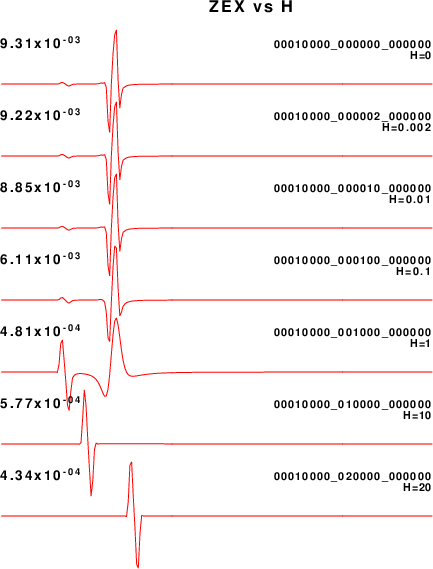 ZEX vs H
9.31x10^-03 00010000_000000_000000
H=0
9.22x10^-03 00010000_000002_000000
H=0.002
8.85x10^-03 00010000_000010_000000
H=0.01
6.11x10^-03 00010000_000100_000000
H=0.1
4.81x10^-04 00010000_001000_000000
H=1
5.77x10^-04 00010000_010000_000000
H=10
4.34x10^-04 00010000_020000_000000
H=20